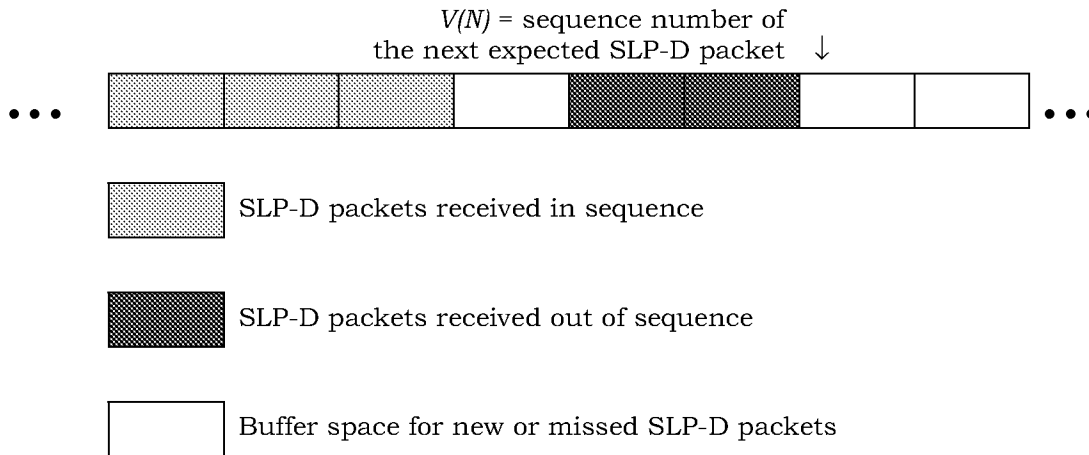 V(N) = sequence number of
the next expected SLP-D packet ↓
SLP-D packets received in sequence
SLP-D packets received out of sequence
Buffer space for new or missed SLP-D packets